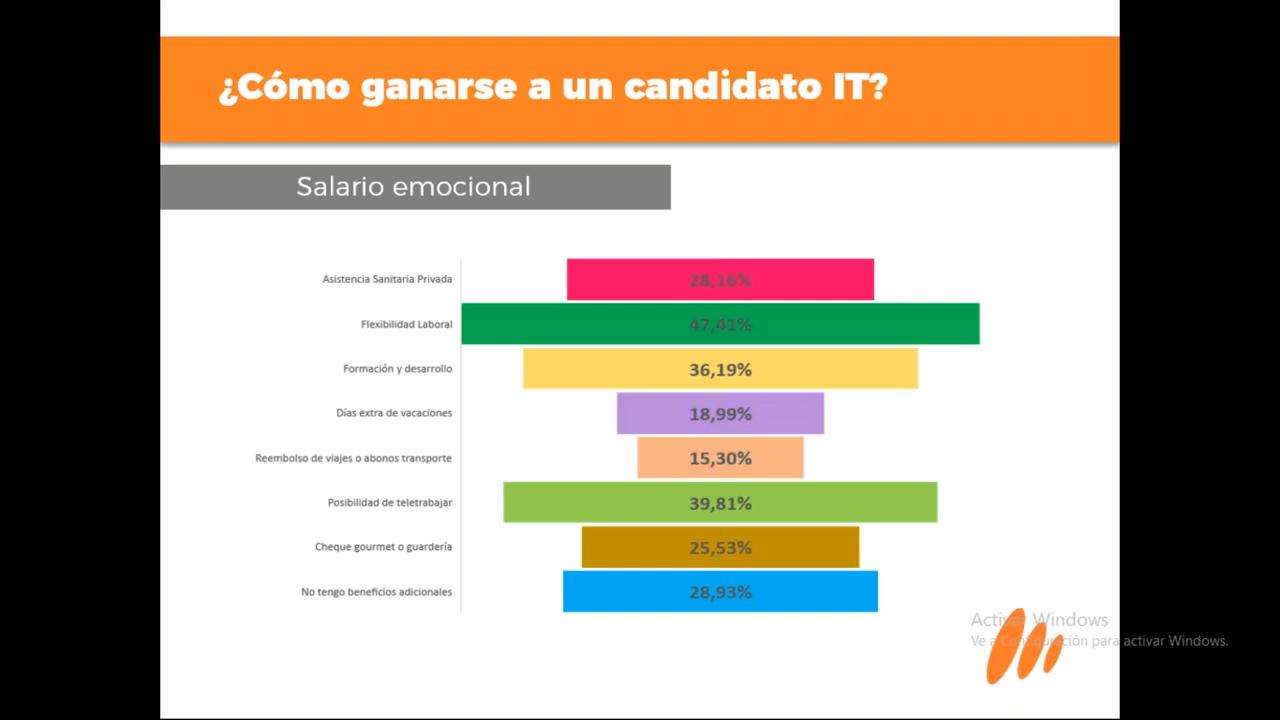 ¿Cómo ganarse a un candidato IT?
Salario emocional
Asistencia Sanitaria Privada 28,16%
Flexibilidad Laboral 47,41%
Formación y desarrollo 36,19%
Días extra de vacaciones 18,99%
Reembolso de viajes o abonos transporte 15,30%
Posibilidad de teletrabajar 39,81%
Cheque gourmet o guardería 25,53%
No tengo beneficios adicionales 28,93%
Activar Windows
Ve a Configuración para activar Windows.